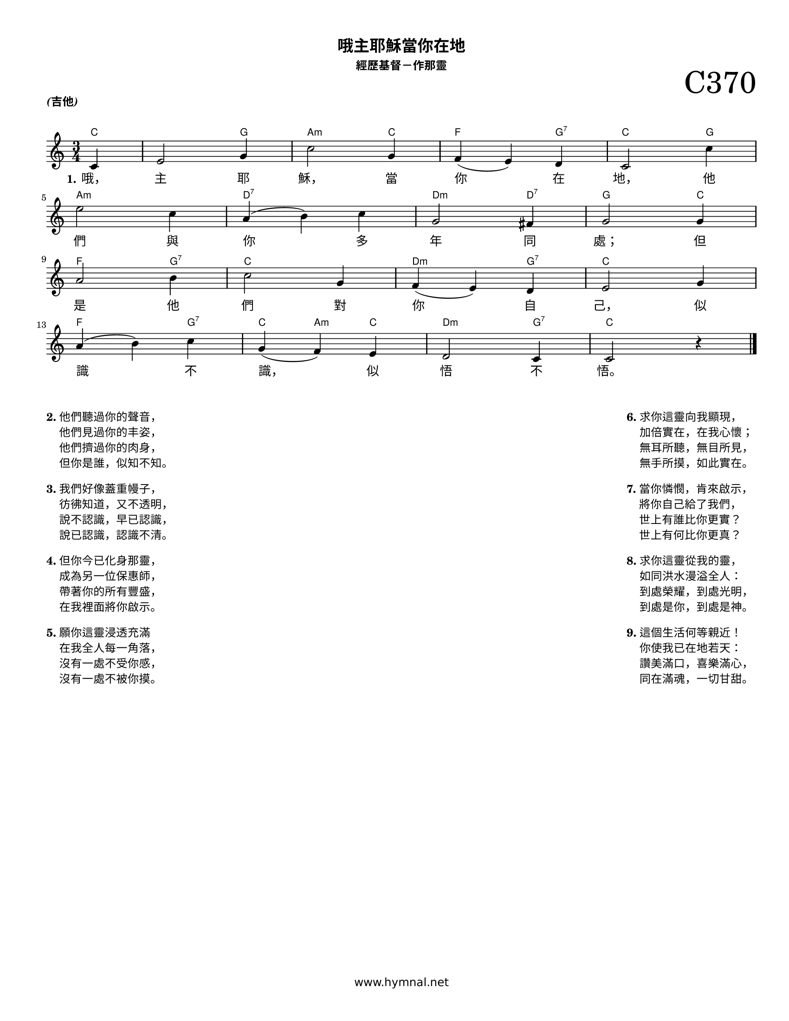 哦主耶穌當你在地
經歷基督－作那靈
C370
(吉他)
C G Am C F G7 C G
3/4
1. 哦， 主 耶 穌， 當 你 在 地， 他
5
Am D7 Dm D7 G C
們 與 你 多 年 同 處； 但
9
F G7 C Dm G7 C
是 他 們 對 你 自 己， 似
13
F G7 C Am C Dm G7 C
識 不 識， 似 悟 不 悟。
2. 他們聽過你的聲音，
他們見過你的丰姿，
他們擠過你的肉身，
但你是誰，似知不知。
3. 我們好像蓋重幔子，
彷彿知道，又不透明，
說不認識，早已認識，
說已認識，認識不清。
4. 但你今已化身那靈，
成為另一位保惠師，
帶著你的所有豐盛，
在我裡面將你啟示。
5. 願你這靈浸透充滿
在我全人每一角落，
沒有一處不受你感，
沒有一處不被你摸。
6. 求你這靈向我顯現，
加倍實在，在我心懷；
無耳所聽，無目所見，
無手所摸，如此實在。
7. 當你憐憫，肯來啟示，
將你自己給了我們，
世上有誰比你更實？
世上有何比你更真？
8. 求你這靈從我的靈，
如同洪水漫溢全人：
到處榮耀，到處光明，
到處是你，到處是神。
9. 這個生活何等親近！
你使我已在地若天：
讚美滿口，喜樂滿心，
同在滿魂，一切甘甜。
www.hymnal.net